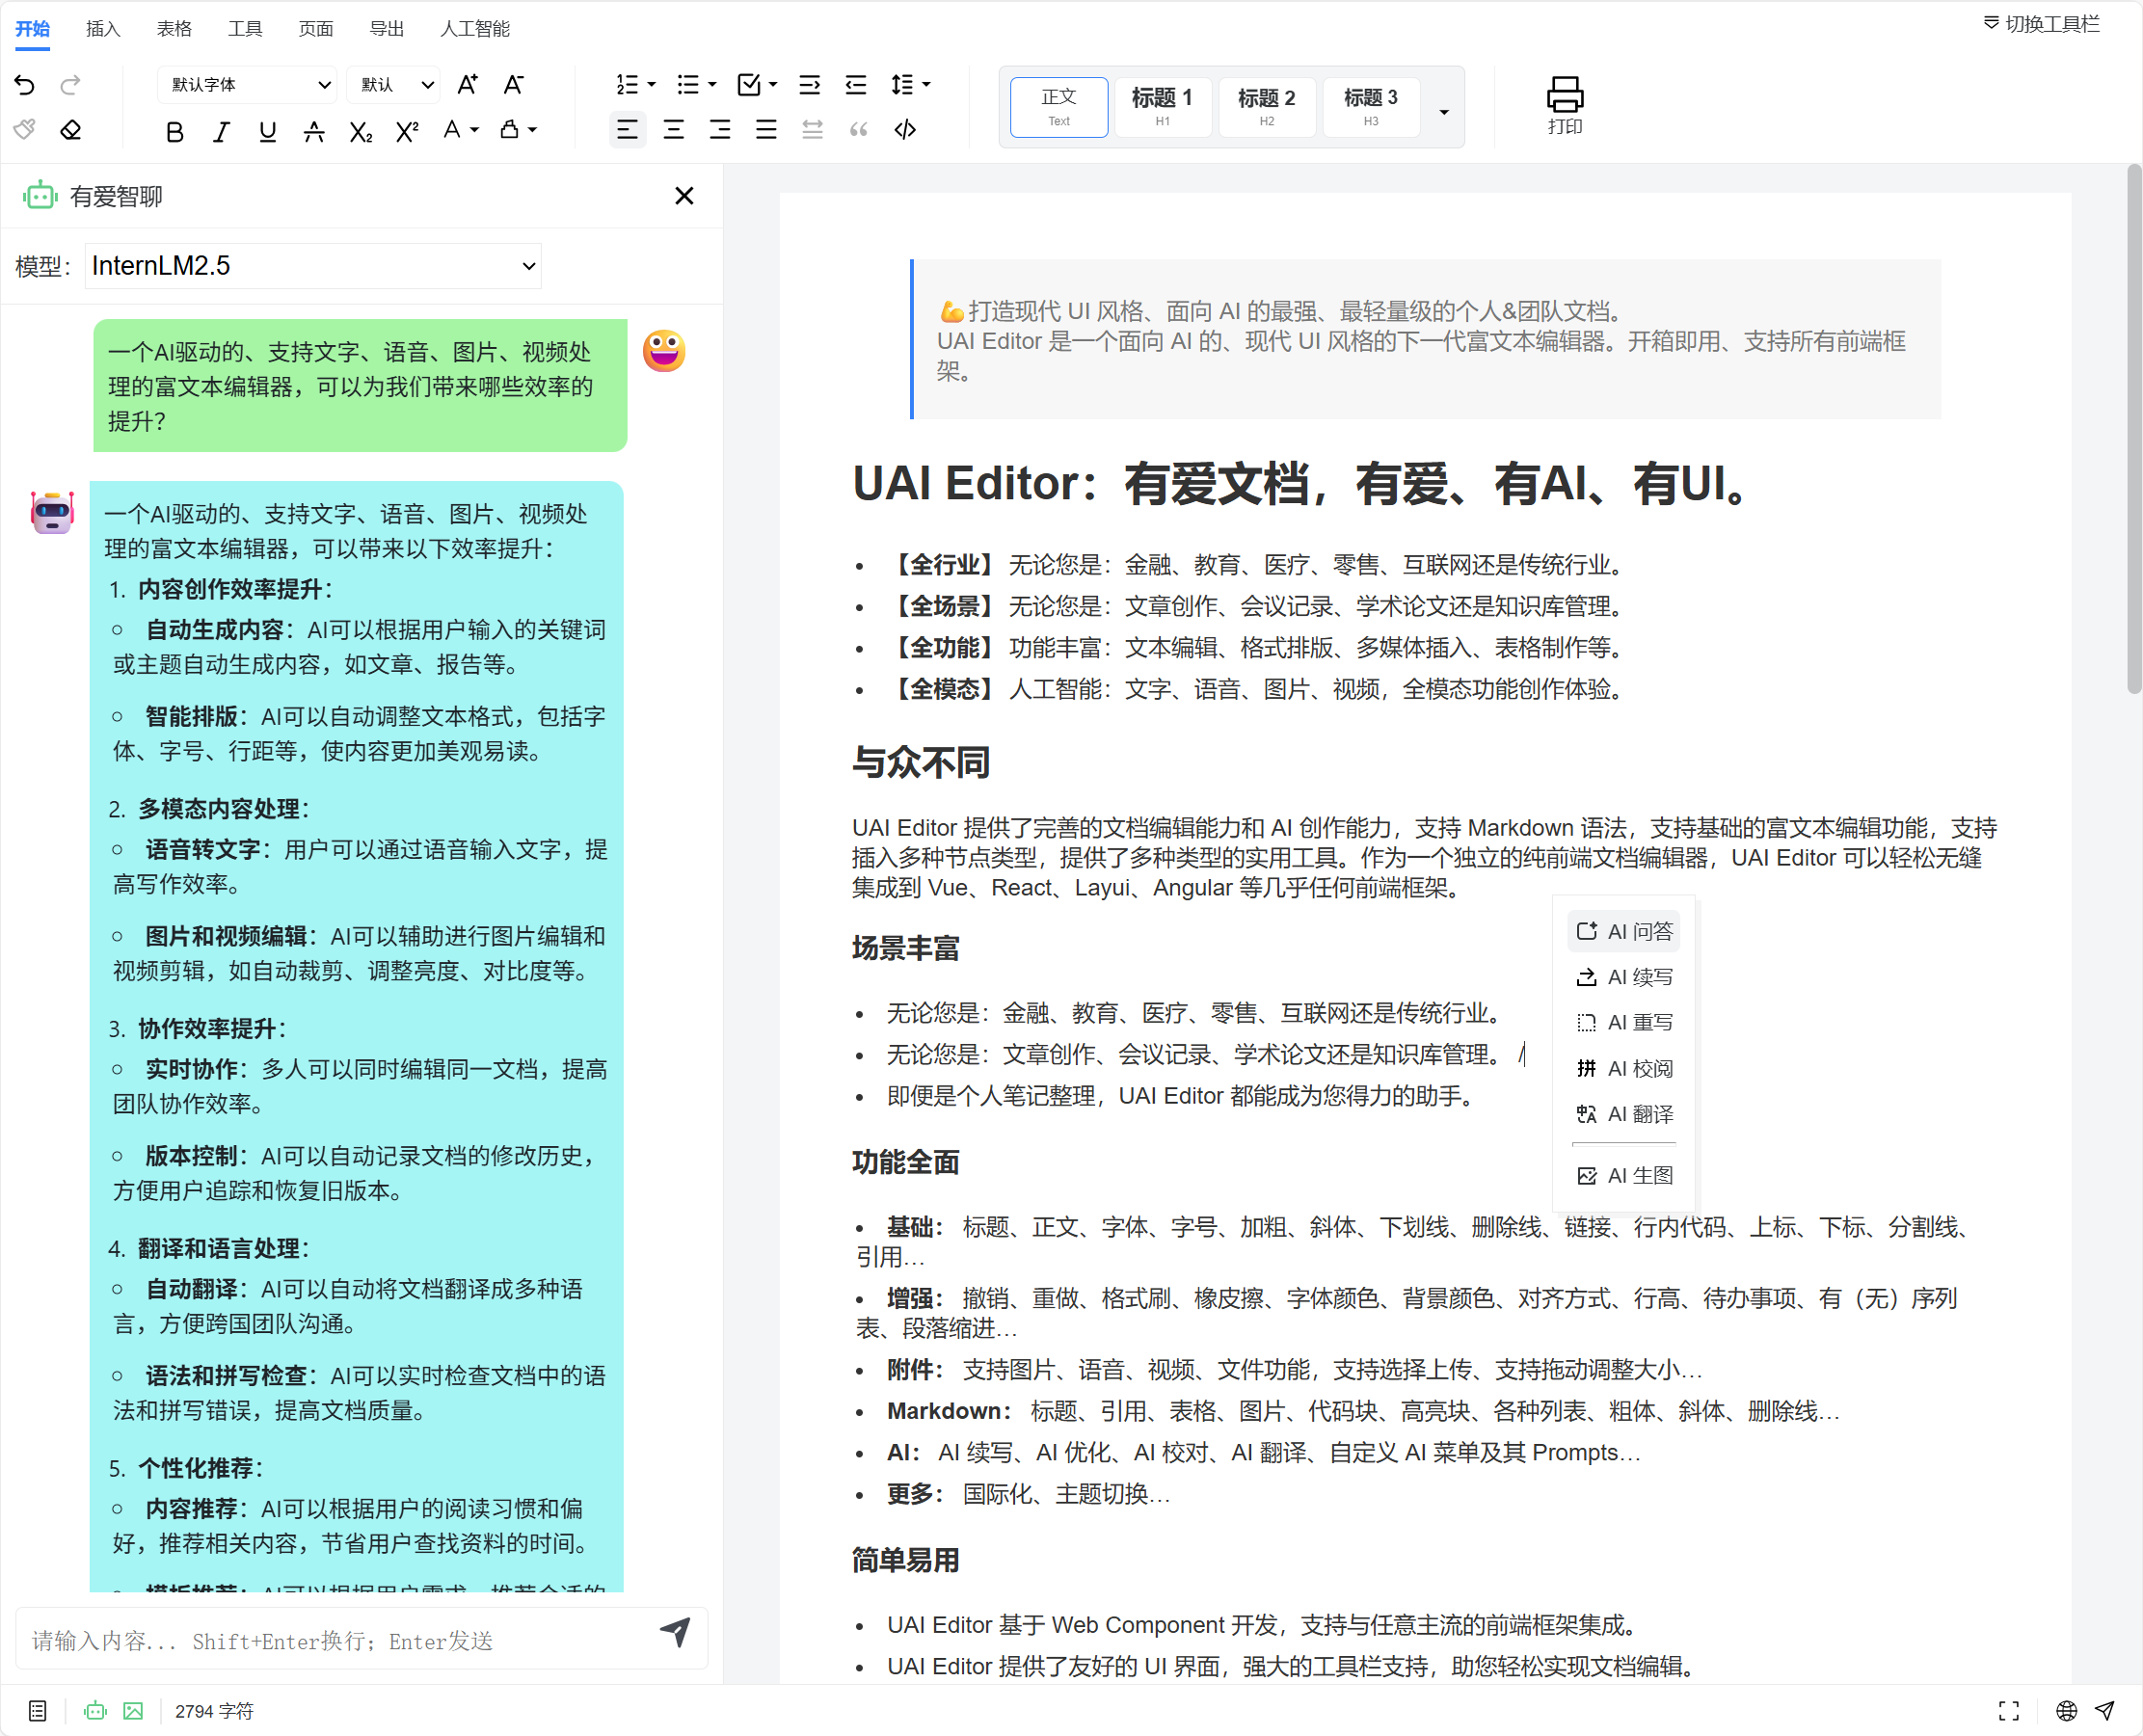 开始 插入 表格 工具 页面 导出 人工智能 切换工具栏
默认字体 默认
正文 Text 标题 1 H1 标题 2 H2 标题 3 H3 打印
有爱智聊
模型： InternLM2.5
一个AI驱动的、支持文字、语音、图片、视频处
理的富文本编辑器，可以为我们带来哪些效率的
提升？
一个AI驱动的、支持文字、语音、图片、视频处
理的富文本编辑器，可以带来以下效率提升：
1. 内容创作效率提升：
自动生成内容：AI可以根据用户输入的关键词
或主题自动生成内容，如文章、报告等。
智能排版：AI可以自动调整文本格式，包括字
体、字号、行距等，使内容更加美观易读。
2. 多模态内容处理：
语音转文字：用户可以通过语音输入文字，提
高写作效率。
图片和视频编辑：AI可以辅助进行图片编辑和
视频剪辑，如自动裁剪、调整亮度、对比度等。
3. 协作效率提升：
实时协作：多人可以同时编辑同一文档，提高
团队协作效率。
版本控制：AI可以自动记录文档的修改历史，
方便用户追踪和恢复旧版本。
4. 翻译和语言处理：
自动翻译：AI可以自动将文档翻译成多种语
言，方便跨国团队沟通。
语法和拼写检查：AI可以实时检查文档中的语
法和拼写错误，提高文档质量。
5. 个性化推荐：
内容推荐：AI可以根据用户的阅读习惯和偏
好，推荐相关内容，节省用户查找资料的时间。
模板推荐：AI可以根据用户需求，推荐合适的
请输入内容... Shift+Enter换行；Enter发送
2794 字符
💪打造现代 UI 风格、面向 AI 的最强、最轻量级的个人&团队文档。
UAI Editor 是一个面向 AI 的、现代 UI 风格的下一代富文本编辑器。开箱即用、支持所有前端框
架。
UAI Editor：有爱文档，有爱、有AI、有UI。
【全行业】 无论您是：金融、教育、医疗、零售、互联网还是传统行业。
【全场景】 无论您是：文章创作、会议记录、学术论文还是知识库管理。
【全功能】 功能丰富：文本编辑、格式排版、多媒体插入、表格制作等。
【全模态】 人工智能：文字、语音、图片、视频，全模态功能创作体验。
与众不同
UAI Editor 提供了完善的文档编辑能力和 AI 创作能力，支持 Markdown 语法，支持基础的富文本编辑功能，支持
插入多种节点类型，提供了多种类型的实用工具。作为一个独立的纯前端文档编辑器，UAI Editor 可以轻松无缝
集成到 Vue、React、Layui、Angular 等几乎任何前端框架。
场景丰富
无论您是：金融、教育、医疗、零售、互联网还是传统行业。
无论您是：文章创作、会议记录、学术论文还是知识库管理。 /
即便是个人笔记整理，UAI Editor 都能成为您得力的助手。
AI 问答
AI 续写
AI 重写
AI 校阅
AI 翻译
AI 生图
功能全面
基础： 标题、正文、字体、字号、加粗、斜体、下划线、删除线、链接、行内代码、上标、下标、分割线、
引用…
增强： 撤销、重做、格式刷、橡皮擦、字体颜色、背景颜色、对齐方式、行高、待办事项、有（无）序列
表、段落缩进…
附件： 支持图片、语音、视频、文件功能，支持选择上传、支持拖动调整大小…
Markdown： 标题、引用、表格、图片、代码块、高亮块、各种列表、粗体、斜体、删除线…
AI： AI 续写、AI 优化、AI 校对、AI 翻译、自定义 AI 菜单及其 Prompts…
更多： 国际化、主题切换…
简单易用
UAI Editor 基于 Web Component 开发，支持与任意主流的前端框架集成。
UAI Editor 提供了友好的 UI 界面，强大的工具栏支持，助您轻松实现文档编辑。